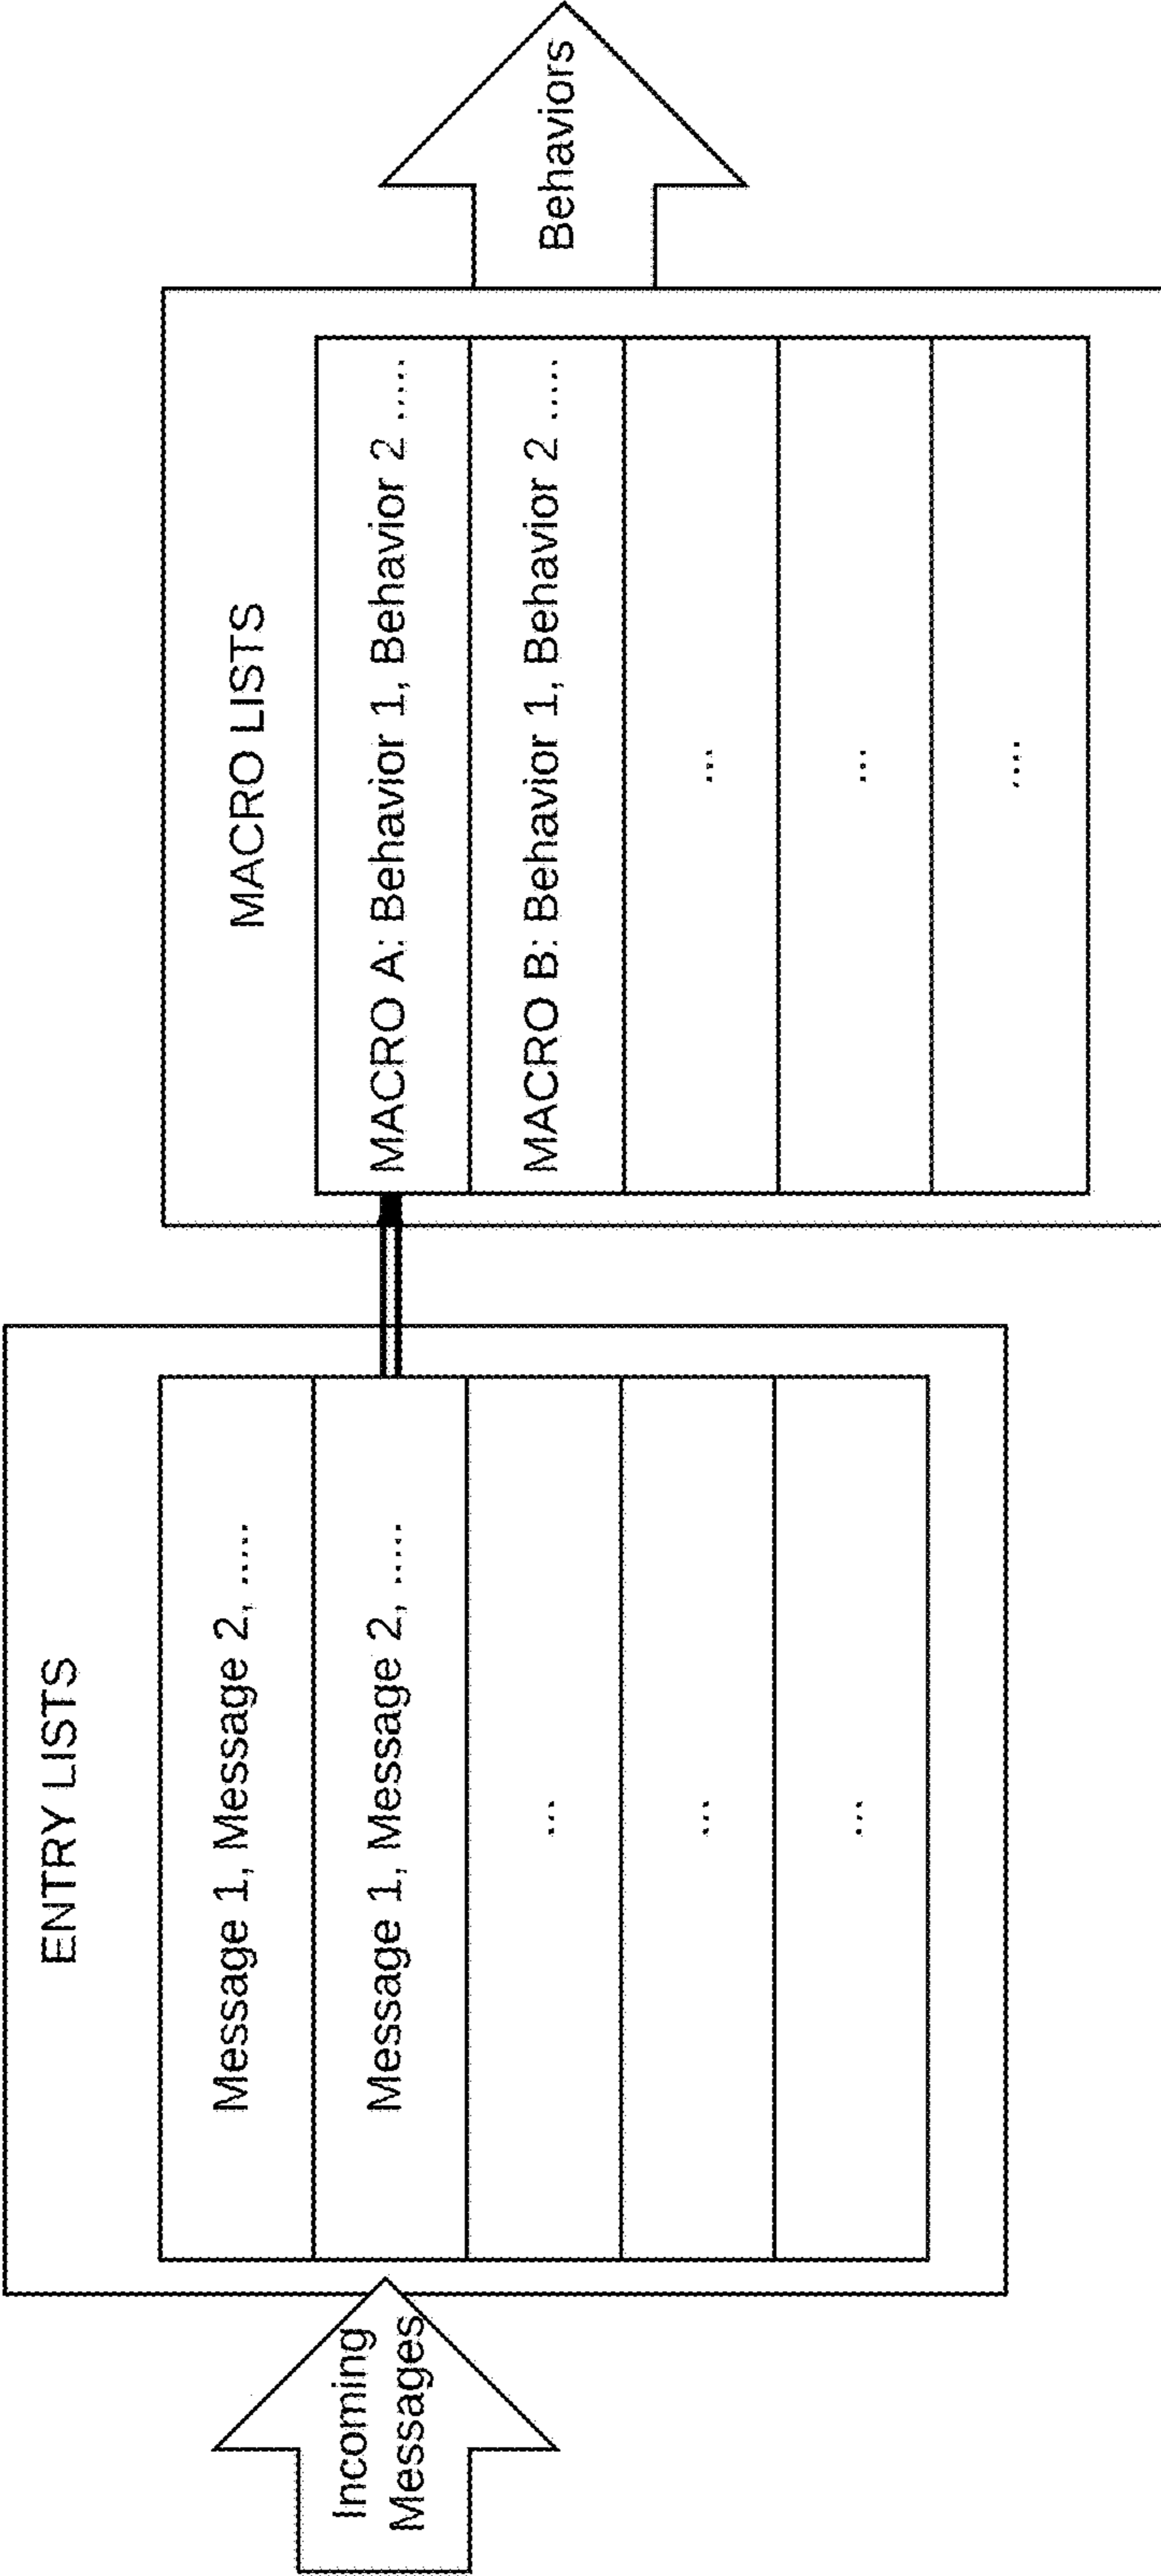 Incoming
Messages
ENTRY LISTS
Message 1, Message 2, .....
Message 1, Message 2, .....
...
...
...
MACRO LISTS
MACRO A: Behavior 1, Behavior 2 .....
MACRO B: Behavior 1, Behavior 2 .....
...
...
....
Behaviors